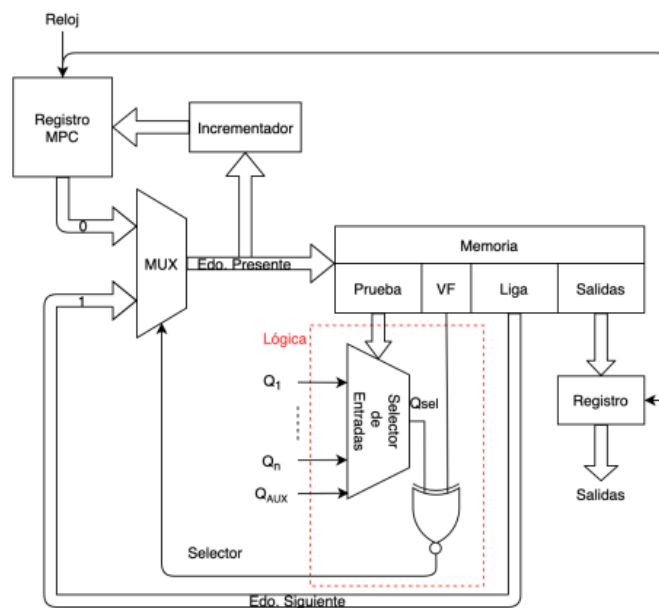 Reloj
Registro
MPC
Incrementador
0
MUX
Edo. Presente
1
Memoria
Prueba
VF
Liga
Salidas
Lógica
Selector
de
Entradas
Qsel
Q1
Qn
QAUX
Registro
Salidas
Selector
Edo. Siguiente